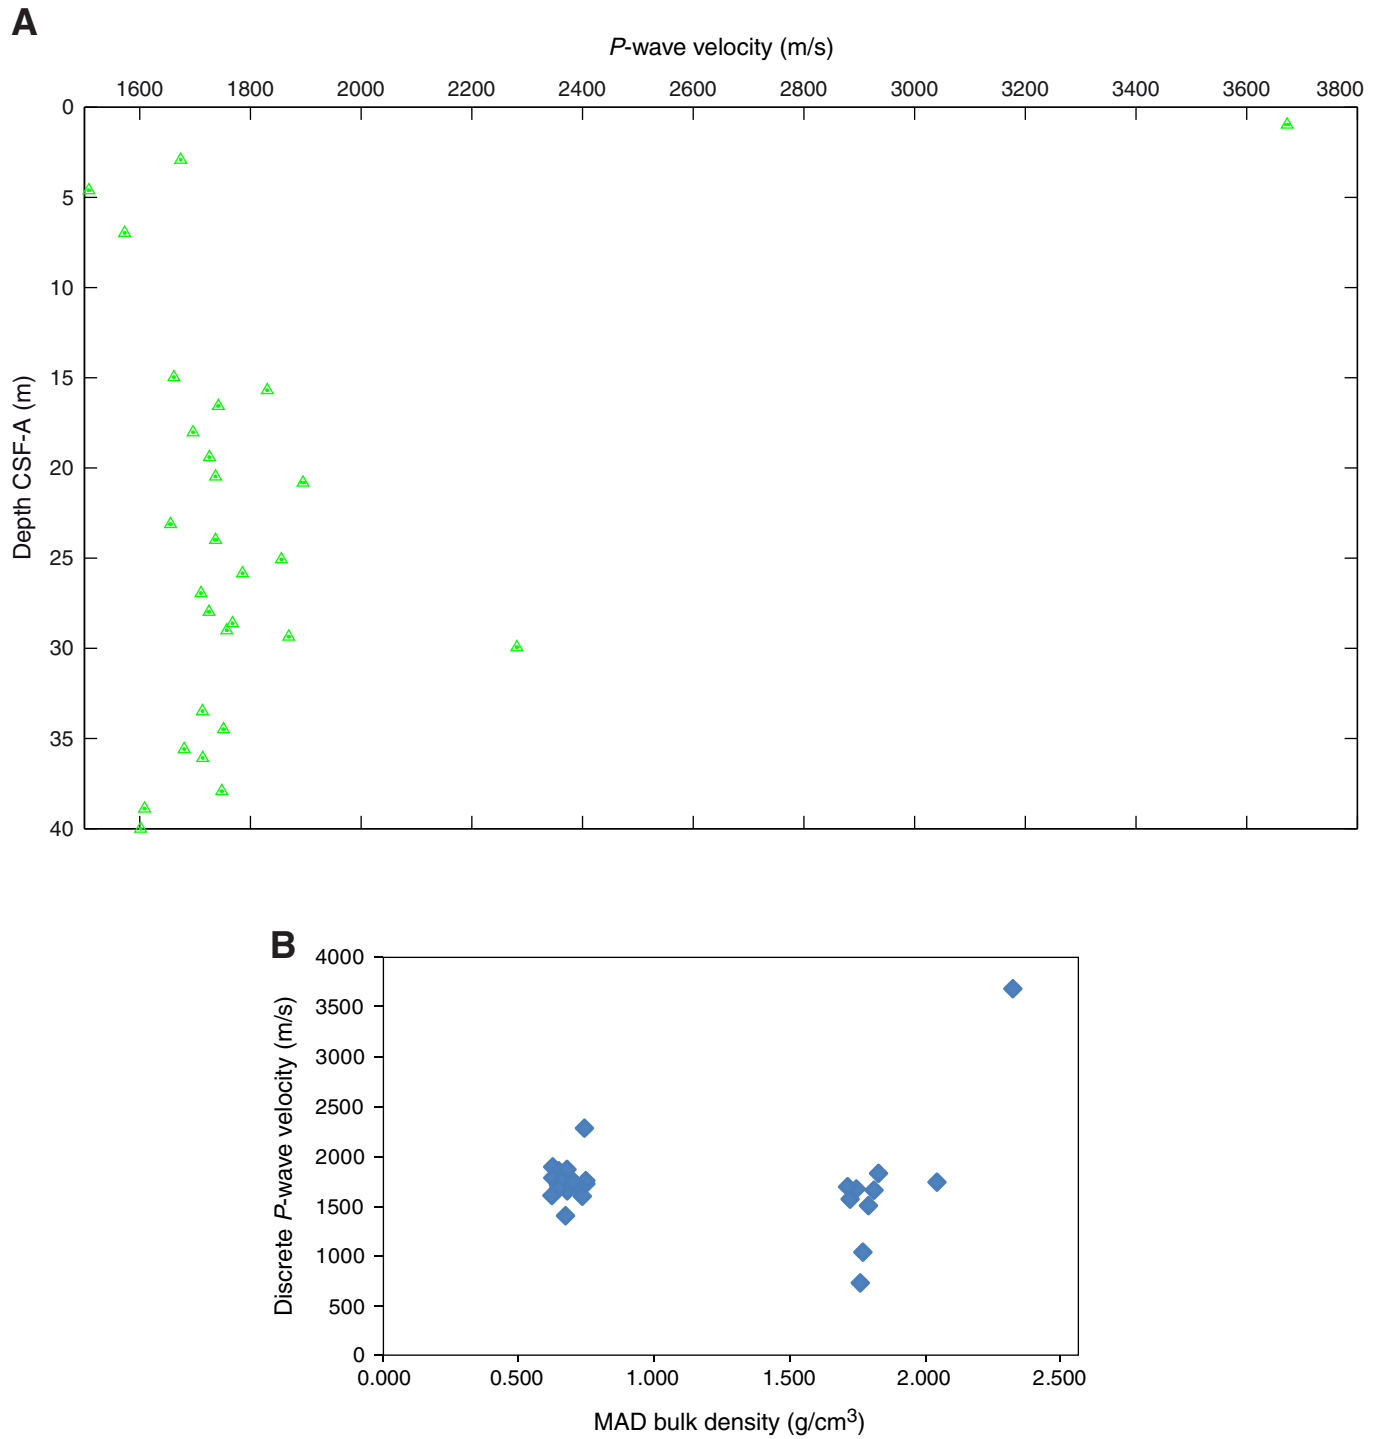 A
P-wave velocity (m/s)
1600 1800 2000 2200 2400 2600 2800 3000 3200 3400 3600 3800
0
5
10
15
20
25
30
35
40
Depth CSF-A (m)
B
4000
3500
3000
2500
2000
1500
1000
500
0
Discrete P-wave velocity (m/s)
0.000 0.500 1.000 1.500 2.000 2.500
MAD bulk density (g/cm³)